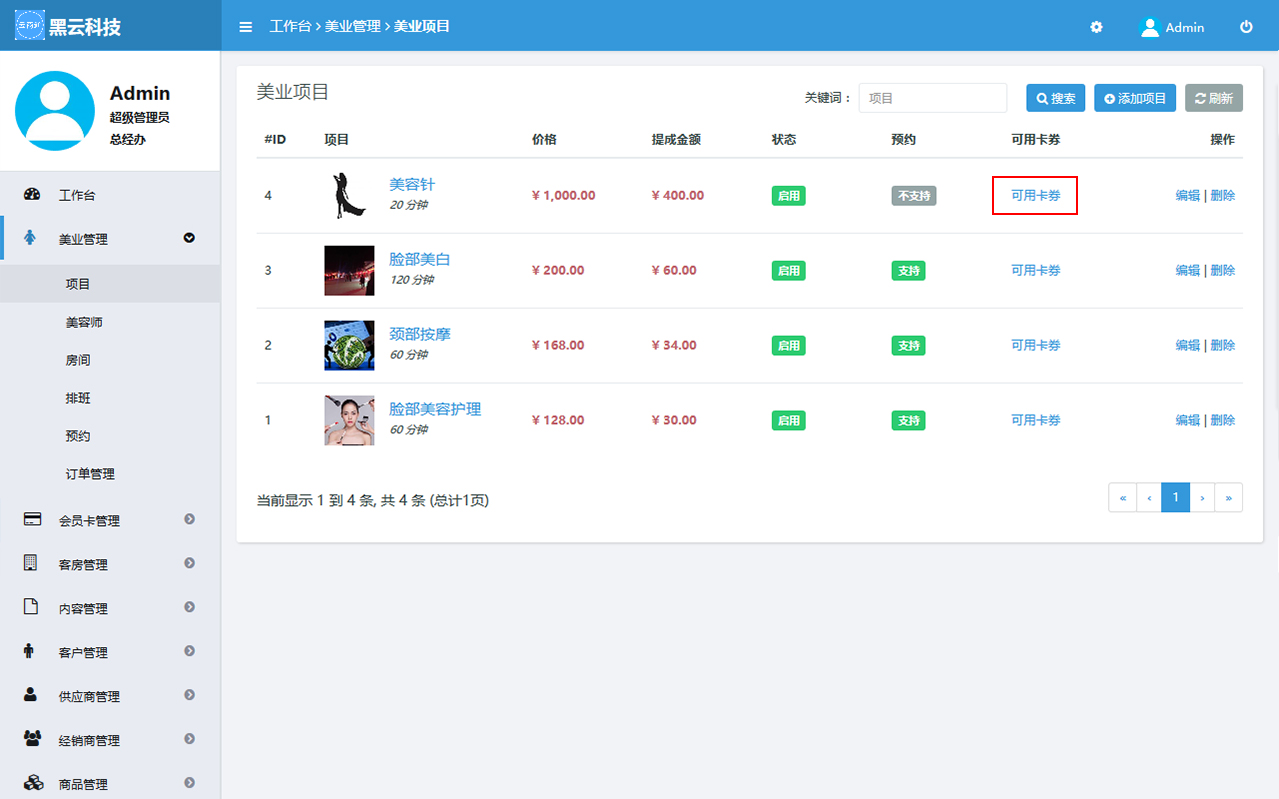 黑云科技
工作台 › 美业管理 › 美业项目
Admin
Admin
超级管理员
总经办
工作台
美业管理
项目
美容师
房间
排班
预约
订单管理
会员卡管理
客房管理
内容管理
客户管理
供应商管理
经销商管理
商品管理
美业项目
关键词： 项目 搜索 添加项目 刷新
#ID 项目 价格 提成金额 状态 预约 可用卡券 操作
4 美容针 ¥ 1,000.00 ¥ 400.00 启用 不支持 可用卡券 编辑 | 删除
20 分钟
3 脸部美白 ¥ 200.00 ¥ 60.00 启用 支持 可用卡券 编辑 | 删除
120 分钟
2 颈部按摩 ¥ 168.00 ¥ 34.00 启用 支持 可用卡券 编辑 | 删除
60 分钟
1 脸部美容护理 ¥ 128.00 ¥ 30.00 启用 支持 可用卡券 编辑 | 删除
60 分钟
当前显示 1 到 4 条, 共 4 条 (总计1页) « ‹ 1 › »